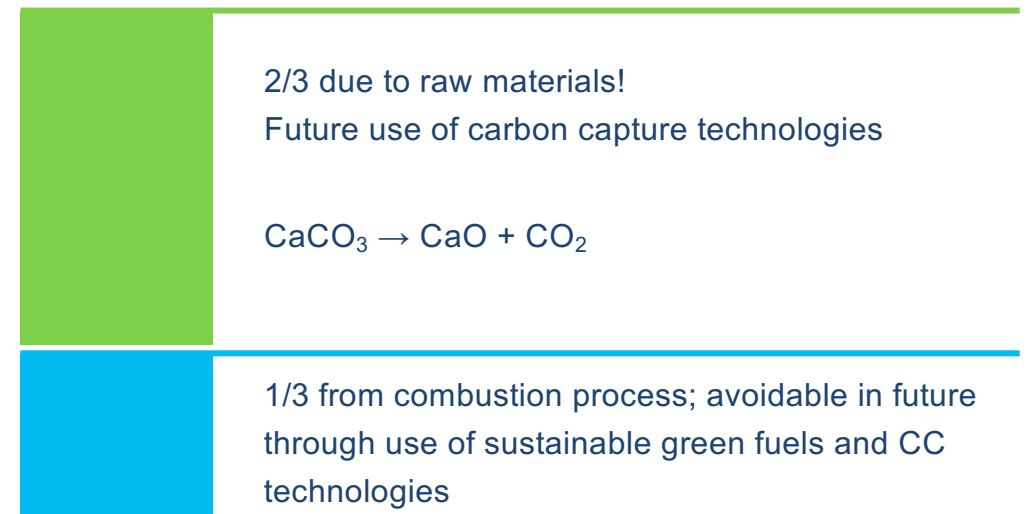 2/3 due to raw materials!
Future use of carbon capture technologies
CaCO₃ → CaO + CO₂
1/3 from combustion process; avoidable in future
through use of sustainable green fuels and CC
technologies